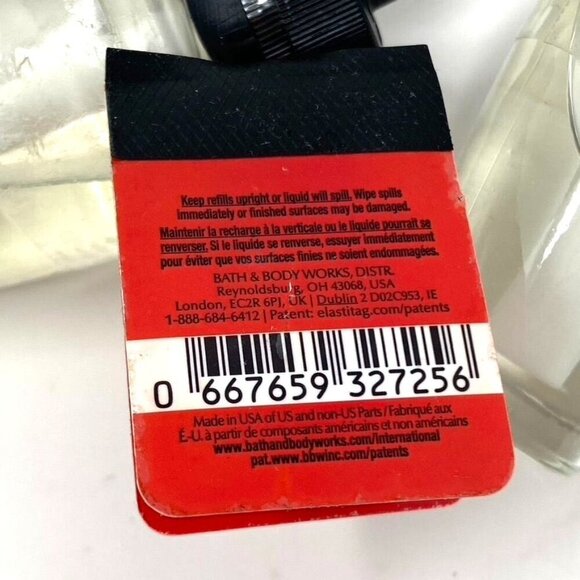 Keep refills upright or liquid will spill. Wipe spills
immediately or finished surfaces may be damaged.
Maintenir la recharge à la verticale ou le liquide pourrait se
renverser. Si le liquide se renverse, essuyer immédiatement
pour éviter que vos surfaces finies ne soient endommagées.
BATH & BODY WORKS, DISTR.
Reynoldsburg, OH 43068, USA
London, EC2R 6PJ, UK | Dublin 2 D02C953, IE
1-888-684-6412 | Patent: elastitag.com/patents
0 667659 327256
Made in USA of US and non-US Parts / Fabriqué aux
É.-U. à partir de composants américains et non américains
www.bathandbodyworks.com/international
pat.www.bbwinc.com/patents